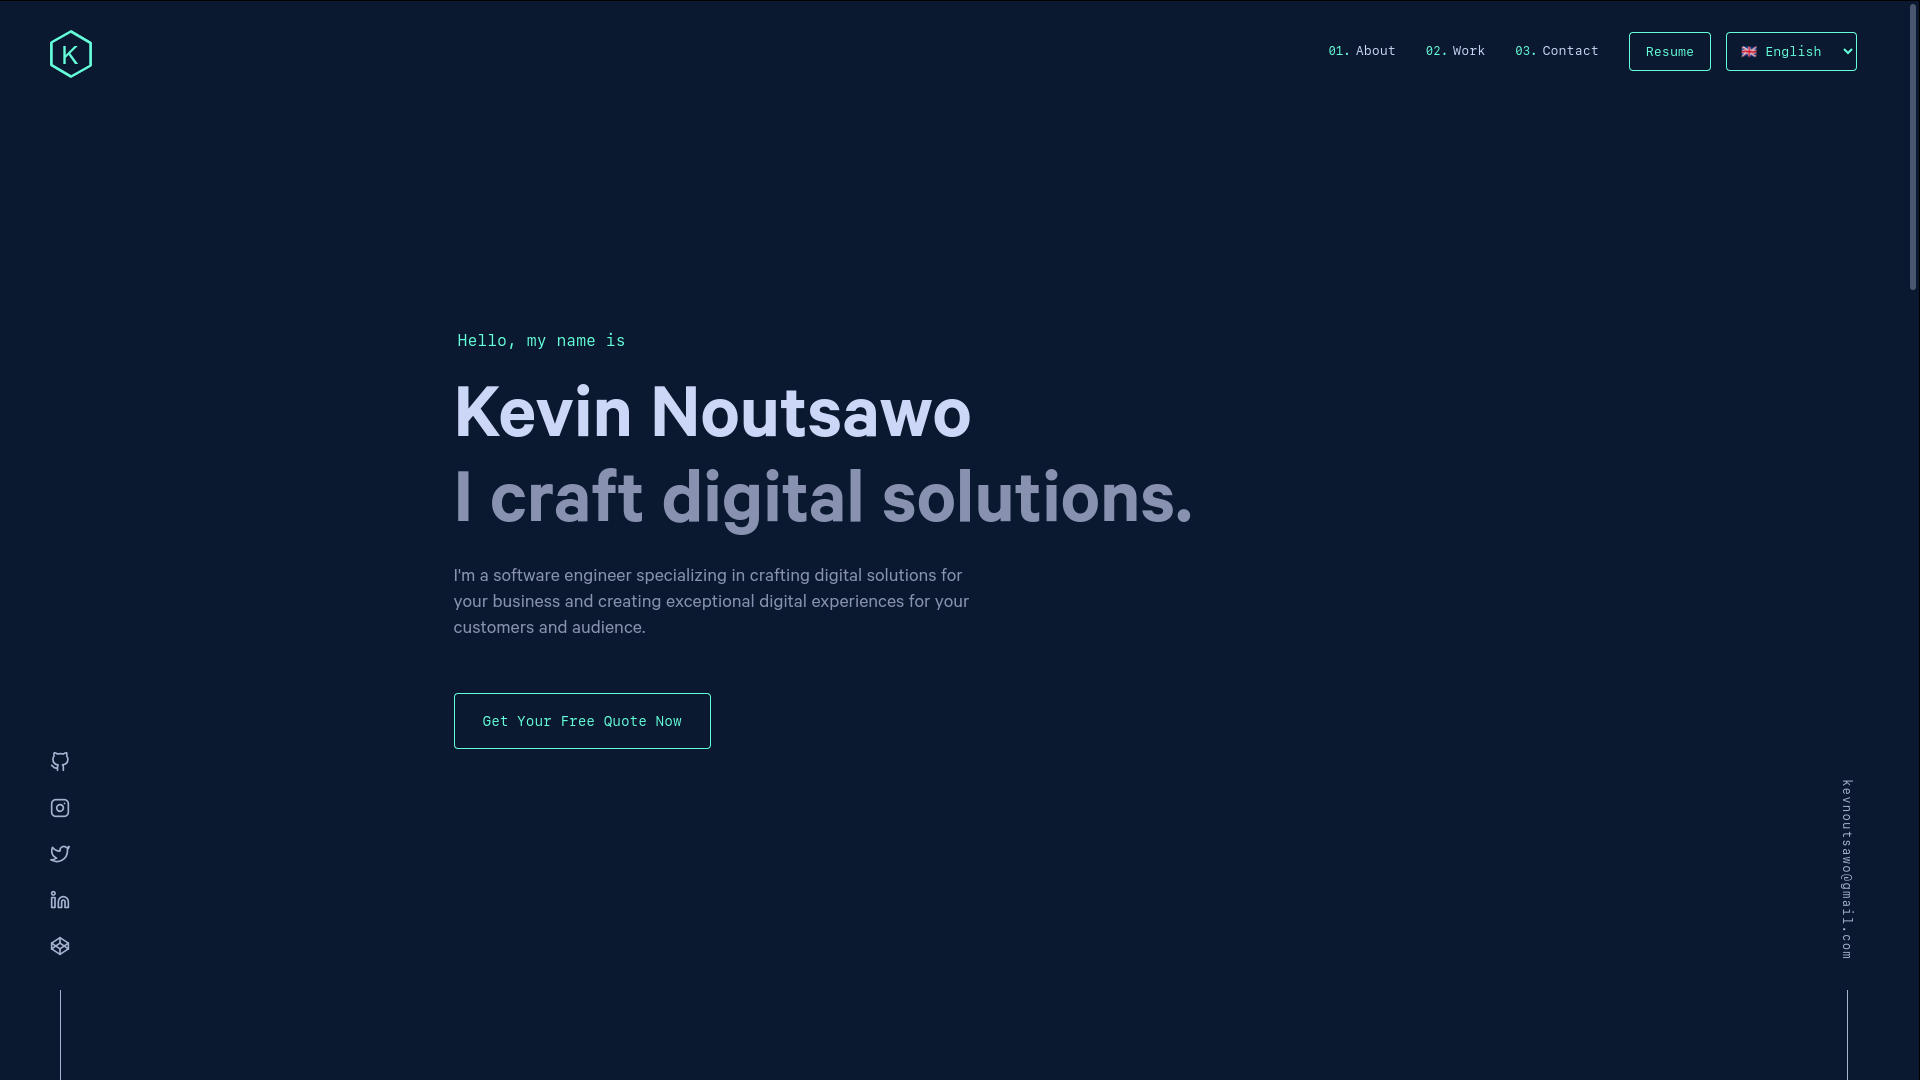 K
01. About
02. Work
03. Contact
Resume
🇬🇧 English
Hello, my name is
Kevin Noutsawo
I craft digital solutions.
I'm a software engineer specializing in crafting digital solutions for
your business and creating exceptional digital experiences for your
customers and audience.
Get Your Free Quote Now
kevnoutsawo@gmail.com